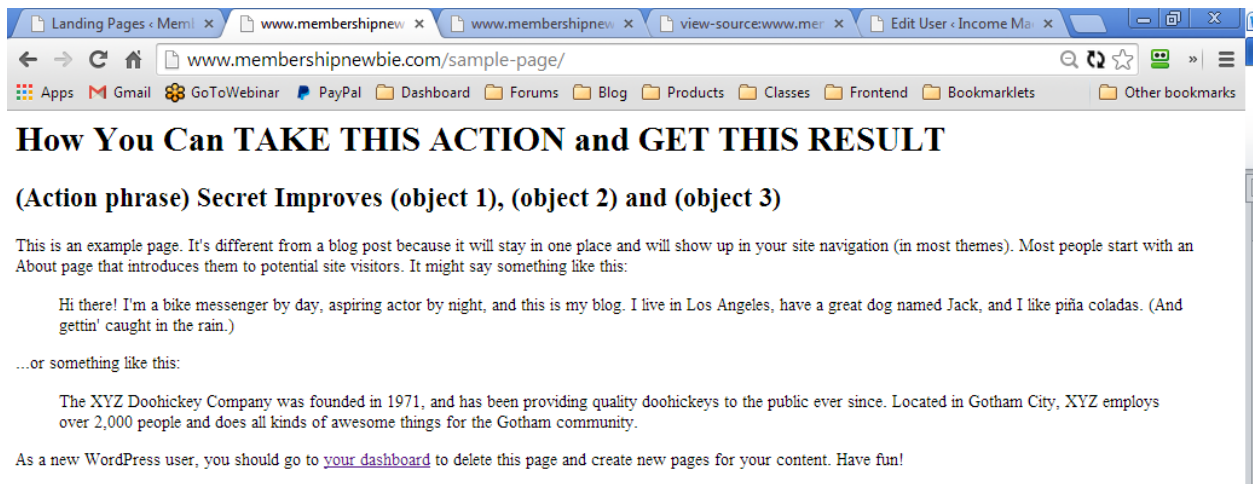 Landing Pages ‹ Meml
www.membershipnew
www.membershipnew
view-source:www.mer
Edit User ‹ Income Ma
www.membershipnewbie.com/sample-page/
Apps Gmail GoToWebinar PayPal Dashboard Forums Blog Products Classes Frontend Bookmarklets Other bookmarks
How You Can TAKE THIS ACTION and GET THIS RESULT
(Action phrase) Secret Improves (object 1), (object 2) and (object 3)
This is an example page. It's different from a blog post because it will stay in one place and will show up in your site navigation (in most themes). Most people start with an
About page that introduces them to potential site visitors. It might say something like this:
Hi there! I'm a bike messenger by day, aspiring actor by night, and this is my blog. I live in Los Angeles, have a great dog named Jack, and I like piña coladas. (And
gettin' caught in the rain.)
...or something like this:
The XYZ Doohickey Company was founded in 1971, and has been providing quality doohickeys to the public ever since. Located in Gotham City, XYZ employs
over 2,000 people and does all kinds of awesome things for the Gotham community.
As a new WordPress user, you should go to your dashboard to delete this page and create new pages for your content. Have fun!